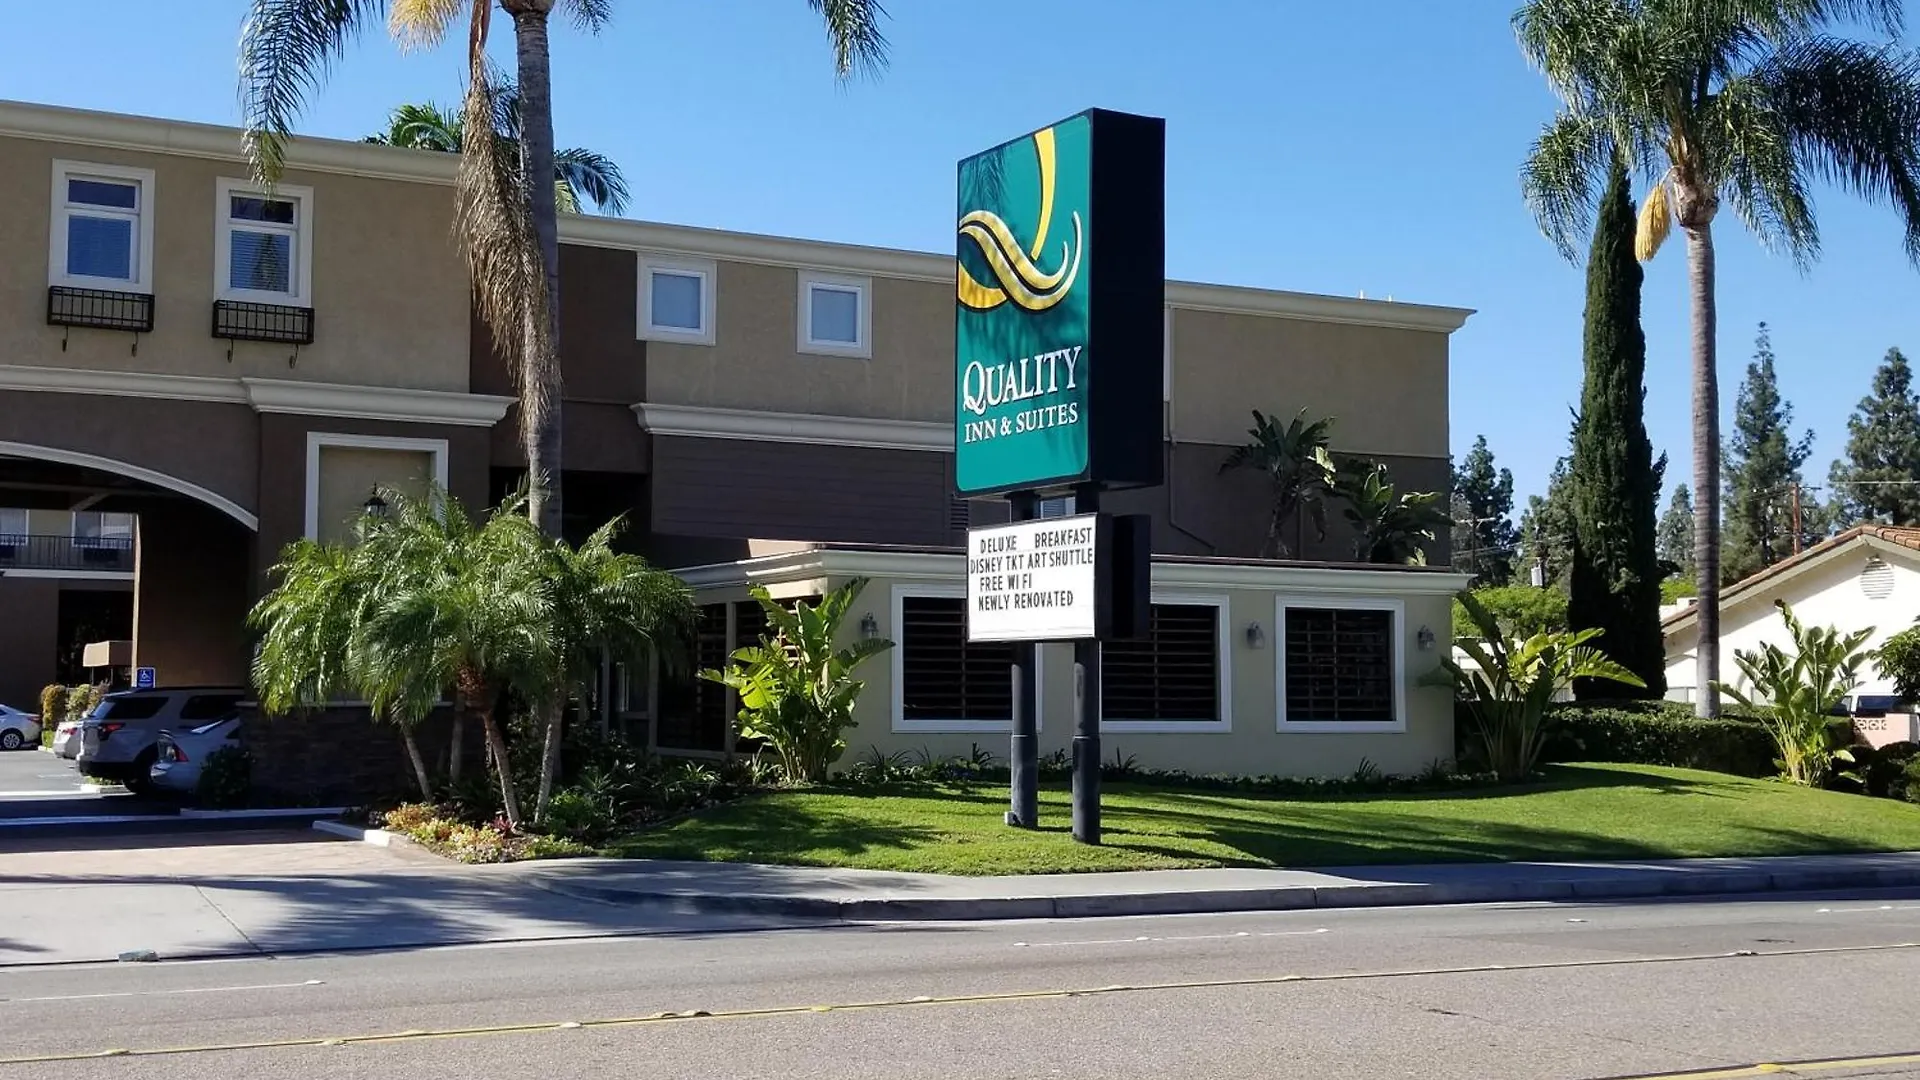 QUALITY
INN & SUITES
DELUXE BREAKFAST
DISNEY TKT ART SHUTTLE
FREE WI FI
NEWLY RENOVATED